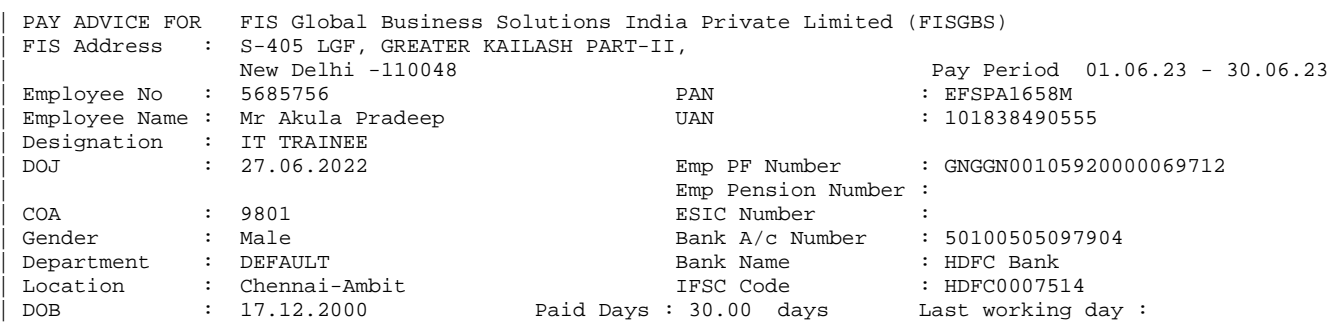 | PAY ADVICE FOR   FIS Global Business Solutions India Private Limited (FISGBS)
| FIS Address   :  S-405 LGF, GREATER KAILASH PART-II,
|                  New Delhi -110048                                          Pay Period  01.06.23 - 30.06.23
| Employee No   :  5685756                               PAN                 : EFSPA1658M
| Employee Name :  Mr Akula Pradeep                      UAN                 : 101838490555
| Designation   :  IT TRAINEE
| DOJ           :  27.06.2022                            Emp PF Number       : GNGGN00105920000069712
|                                                        Emp Pension Number :
| COA           :  9801                                  ESIC Number         :
| Gender        :  Male                                  Bank A/c Number     : 50100505097904
| Department    :  DEFAULT                               Bank Name           : HDFC Bank
| Location      :  Chennai-Ambit                         IFSC Code           : HDFC0007514
| DOB           :  17.12.2000              Paid Days : 30.00  days      Last working day :